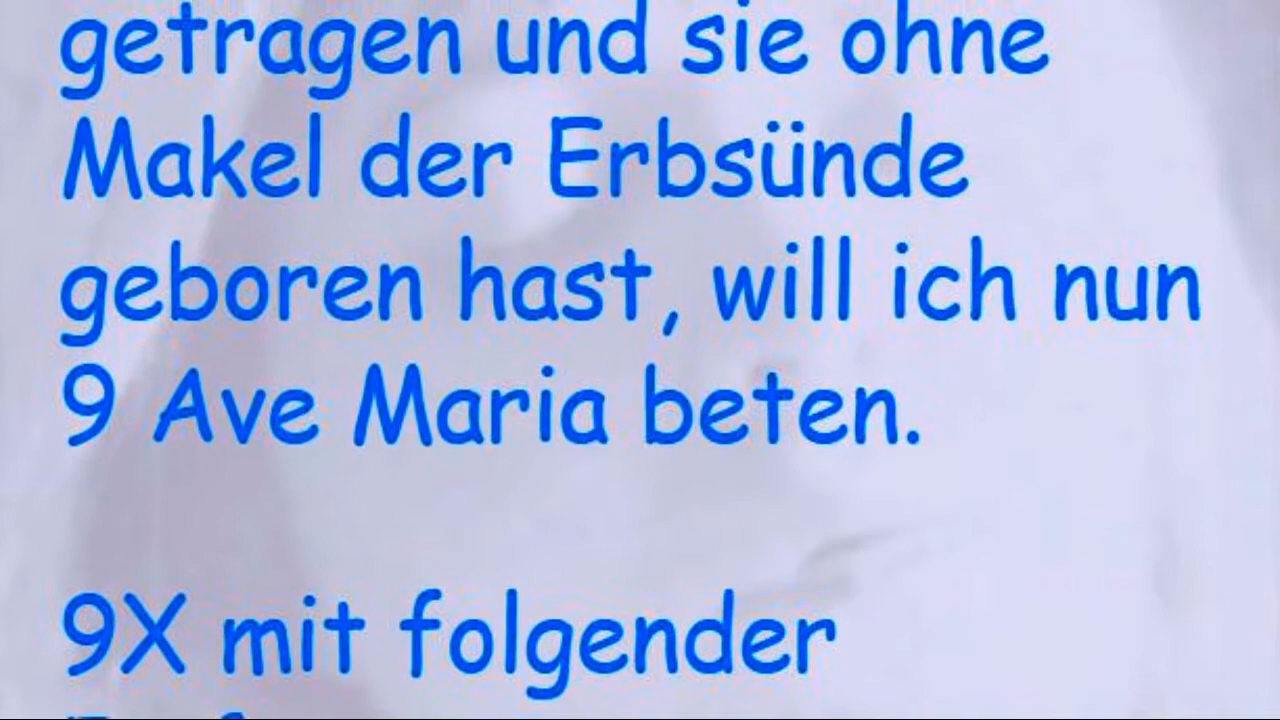 getragen und sie ohne
Makel der Erbsünde
geboren hast, will ich nun
9 Ave Maria beten.
9X mit folgender